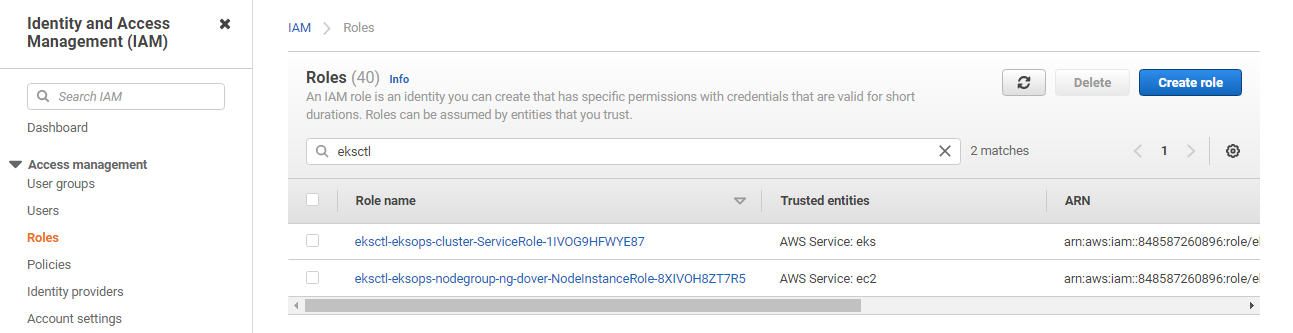 Identity and Access
Management (IAM)
Search IAM
Dashboard
Access management
User groups
Users
Roles
Policies
Identity providers
Account settings
IAM > Roles
Roles (40) Info
An IAM role is an identity you can create that has specific permissions with credentials that are valid for short
durations. Roles can be assumed by entities that you trust.
Delete
Create role
eksctl
2 matches
1
Role name Trusted entities ARN
eksctl-eksops-cluster-ServiceRole-1IVOG9HFWYE87 AWS Service: eks arn:aws:iam::848587260896:role/e
eksctl-eksops-nodegroup-ng-dover-NodeInstanceRole-8XIVOH8ZT7R5 AWS Service: ec2 arn:aws:iam::848587260896:role/e